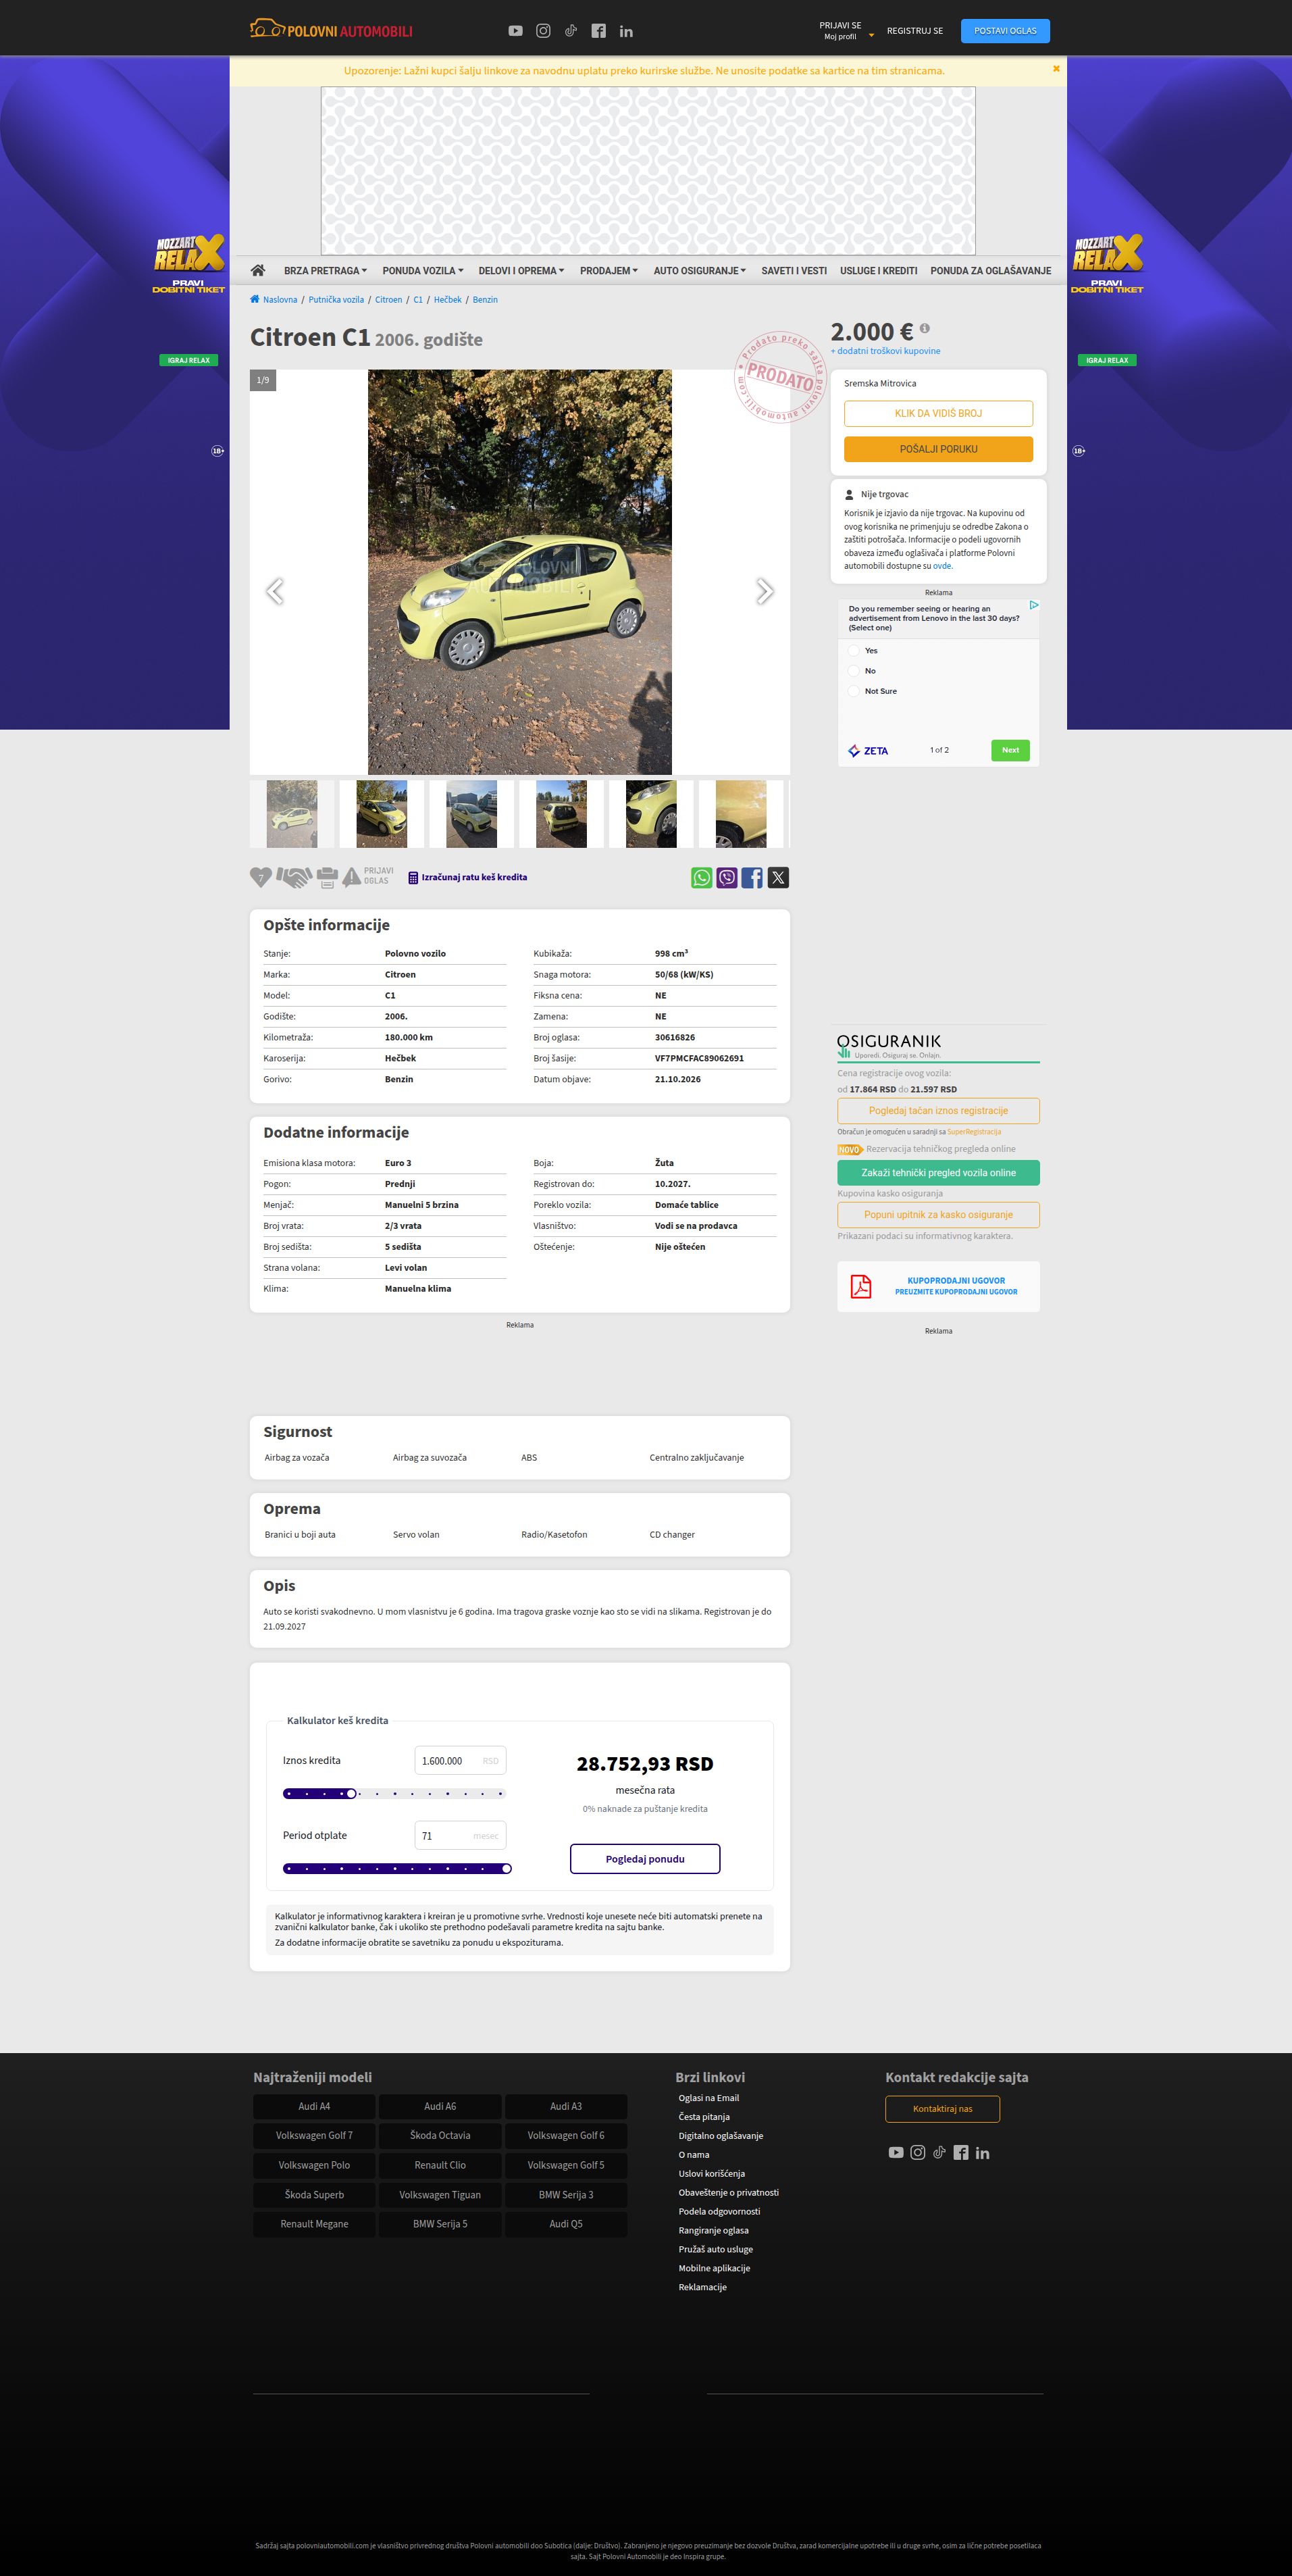 POLOVNI AUTOMOBILI
PRIJAVI SE
Moj profil
REGISTRUJ SE
POSTAVI OGLAS
Upozorenje: Lažni kupci šalju linkove za navodnu uplatu preko kurirske službe. Ne unosite podatke sa kartice na tim stranicama.
MOZZART
RELAX
PRAVI
DOBITNI TIKET
IGRAJ RELAX
18+
MOZZART
RELAX
PRAVI
DOBITNI TIKET
IGRAJ RELAX
18+
BRZA PRETRAGA PONUDA VOZILA DELOVI I OPREMA PRODAJEM AUTO OSIGURANJE SAVETI I VESTI USLUGE I KREDITI PONUDA ZA OGLAŠAVANJE
Naslovna / Putnička vozila / Citroen / C1 / Hečbek / Benzin
Citroen C1 2006. godište
Prodato preko sajta
PRODATO
polovni automobili.com
2.000 €
+ dodatni troškovi kupovine
1/9
POLOVNI
AUTOMOBILI
Sremska Mitrovica
KLIK DA VIDIŠ BROJ
POŠALJI PORUKU
Nije trgovac
Korisnik je izjavio da nije trgovac. Na kupovinu od
ovog korisnika ne primenjuju se odredbe Zakona o
zaštiti potrošača. Informacije o podeli ugovornih
obaveza između oglašivača i platforme Polovni
automobili dostupne su ovde.
Reklama
Do you remember seeing or hearing an
advertisement from Lenovo in the last 30 days?
(Select one)
Yes
No
Not Sure
ZETA
1 of 2
Next
7
PRIJAVI
OGLAS
Izračunaj ratu keš kredita
Opšte informacije
Stanje: Polovno vozilo
Marka: Citroen
Model: C1
Godište: 2006.
Kilometraža: 180.000 km
Karoserija: Hečbek
Gorivo: Benzin
Kubikaža: 998 cm³
Snaga motora: 50/68 (kW/KS)
Fiksna cena: NE
Zamena: NE
Broj oglasa: 30616826
Broj šasije: VF7PMCFAC89062691
Datum objave: 21.10.2026
Dodatne informacije
Emisiona klasa motora: Euro 3
Pogon: Prednji
Menjač: Manuelni 5 brzina
Broj vrata: 2/3 vrata
Broj sedišta: 5 sedišta
Strana volana: Levi volan
Klima: Manuelna klima
Boja: Žuta
Registrovan do: 10.2027.
Poreklo vozila: Domaće tablice
Vlasništvo: Vodi se na prodavca
Oštećenje: Nije oštećen
OSIGURANIK
Uporedi. Osiguraj se. Onlajn.
Cena registracije ovog vozila:
od 17.864 RSD do 21.597 RSD
Pogledaj tačan iznos registracije
Obračun je omogućen u saradnji sa SuperRegistracija
NOVO Rezervacija tehničkog pregleda online
Zakaži tehnički pregled vozila online
Kupovina kasko osiguranja
Popuni upitnik za kasko osiguranje
Prikazani podaci su informativnog karaktera.
KUPOPRODAJNI UGOVOR
PREUZMITE KUPOPRODAJNI UGOVOR
Reklama
Reklama
Sigurnost
Airbag za vozača Airbag za suvozača ABS Centralno zaključavanje
Oprema
Branici u boji auta Servo volan Radio/Kasetofon CD changer
Opis
Auto se koristi svakodnevno. U mom vlasnistvu je 6 godina. Ima tragova graske voznje kao sto se vidi na slikama. Registrovan je do
21.09.2027
Kalkulator keš kredita
Iznos kredita 1.600.000 RSD
Period otplate 71 mesec
28.752,93 RSD
mesečna rata
0% naknade za puštanje kredita
Pogledaj ponudu
Kalkulator je informativnog karaktera i kreiran je u promotivne svrhe. Vrednosti koje unesete neće biti automatski prenete na
zvanični kalkulator banke, čak i ukoliko ste prethodno podešavali parametre kredita na sajtu banke.
Za dodatne informacije obratite se savetniku za ponudu u ekspoziturama.
Najtraženiji modeli
Audi A4 Audi A6 Audi A3
Volkswagen Golf 7 Škoda Octavia Volkswagen Golf 6
Volkswagen Polo Renault Clio Volkswagen Golf 5
Škoda Superb Volkswagen Tiguan BMW Serija 3
Renault Megane BMW Serija 5 Audi Q5
Brzi linkovi
Oglasi na Email
Česta pitanja
Digitalno oglašavanje
O nama
Uslovi korišćenja
Obaveštenje o privatnosti
Podela odgovornosti
Rangiranje oglasa
Pružaš auto usluge
Mobilne aplikacije
Reklamacije
Kontakt redakcije sajta
Kontaktiraj nas
Sadržaj sajta polovniautomobili.com je vlasništvo privrednog društva Polovni automobili doo Subotica (dalje: Društvo). Zabranjeno je njegovo preuzimanje bez dozvole Društva, zarad komercijalne upotrebe ili u druge svrhe, osim za lične potrebe posetilaca
sajta. Sajt Polovni Automobili je deo Inspira grupe.